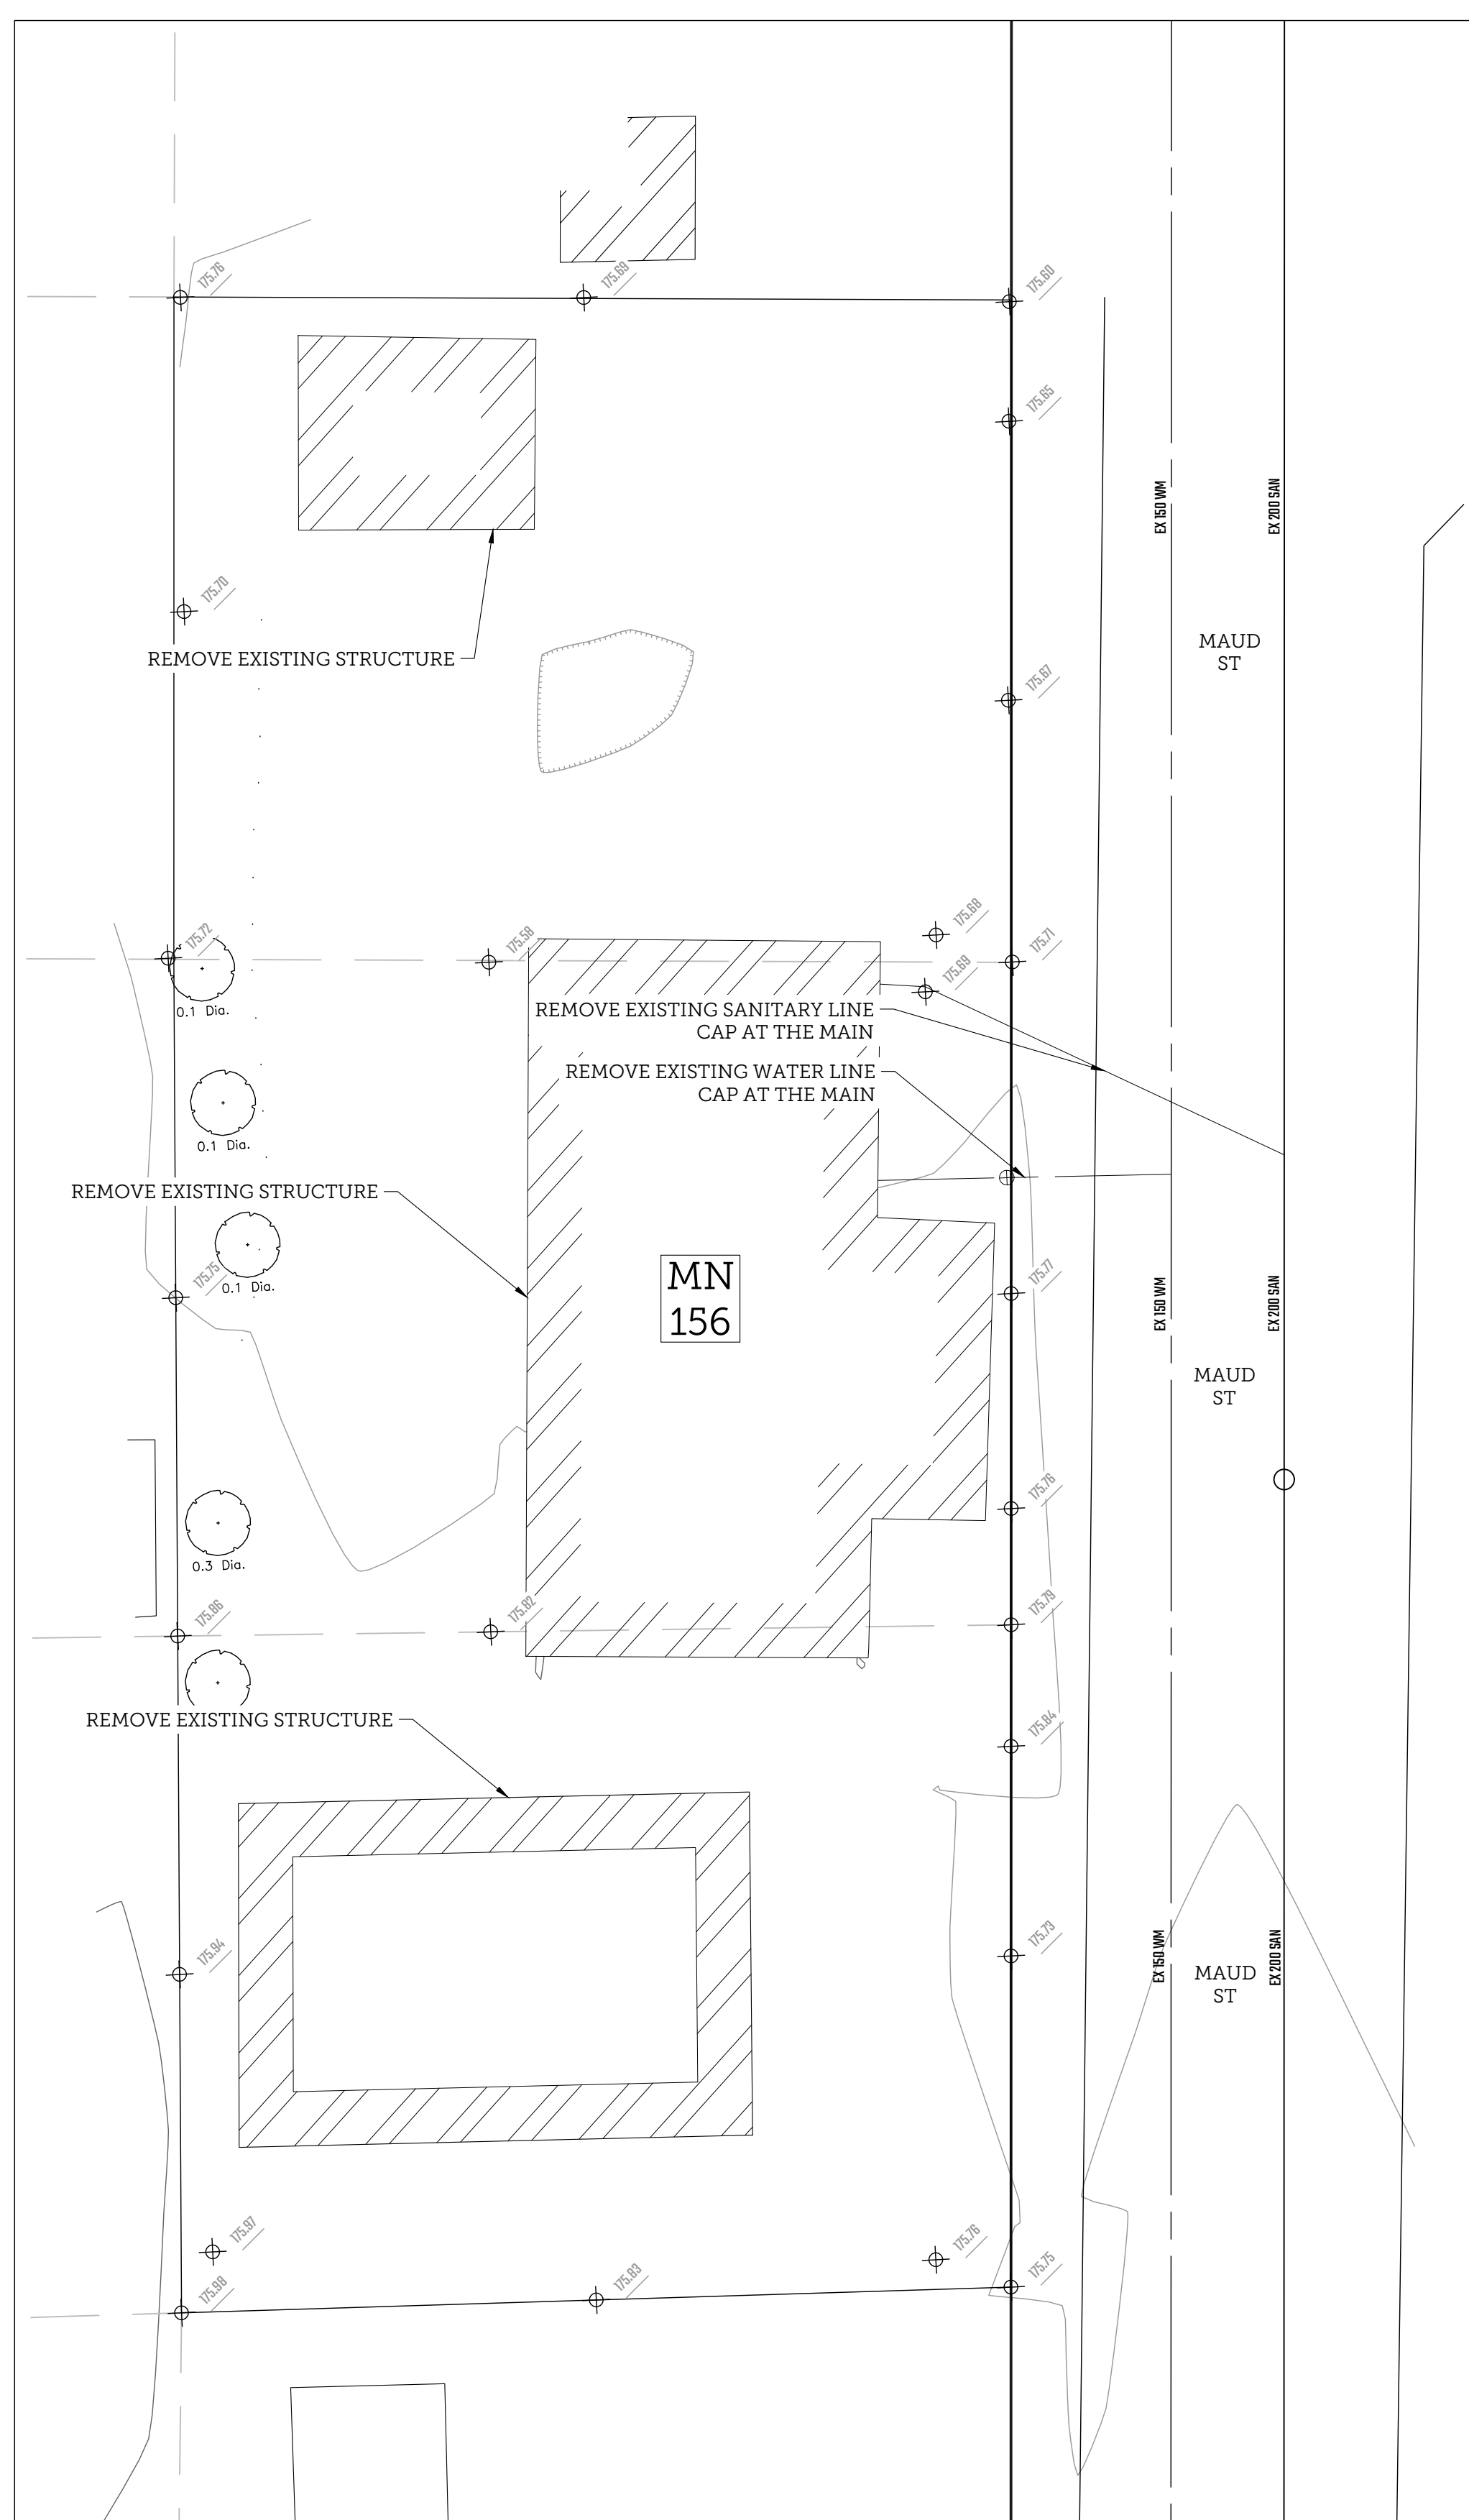 175.76
175.69
175.60
175.65
EX 150 WM
EX 200 SAN
175.70
MAUD
ST
REMOVE EXISTING STRUCTURE
175.67
175.68
175.72
175.58
175.71
175.69
0.1 Dia.
REMOVE EXISTING SANITARY LINE
CAP AT THE MAIN
REMOVE EXISTING WATER LINE
CAP AT THE MAIN
0.1 Dia.
REMOVE EXISTING STRUCTURE
175.75
0.1 Dia.
MN
156
175.77
EX 150 WM
EX 200 SAN
MAUD
ST
175.76
0.3 Dia.
175.86
175.82
175.79
REMOVE EXISTING STRUCTURE
175.84
175.94
175.73
EX 150 WM
EX 200 SAN
MAUD
ST
175.97
175.76
175.98
175.83
175.75